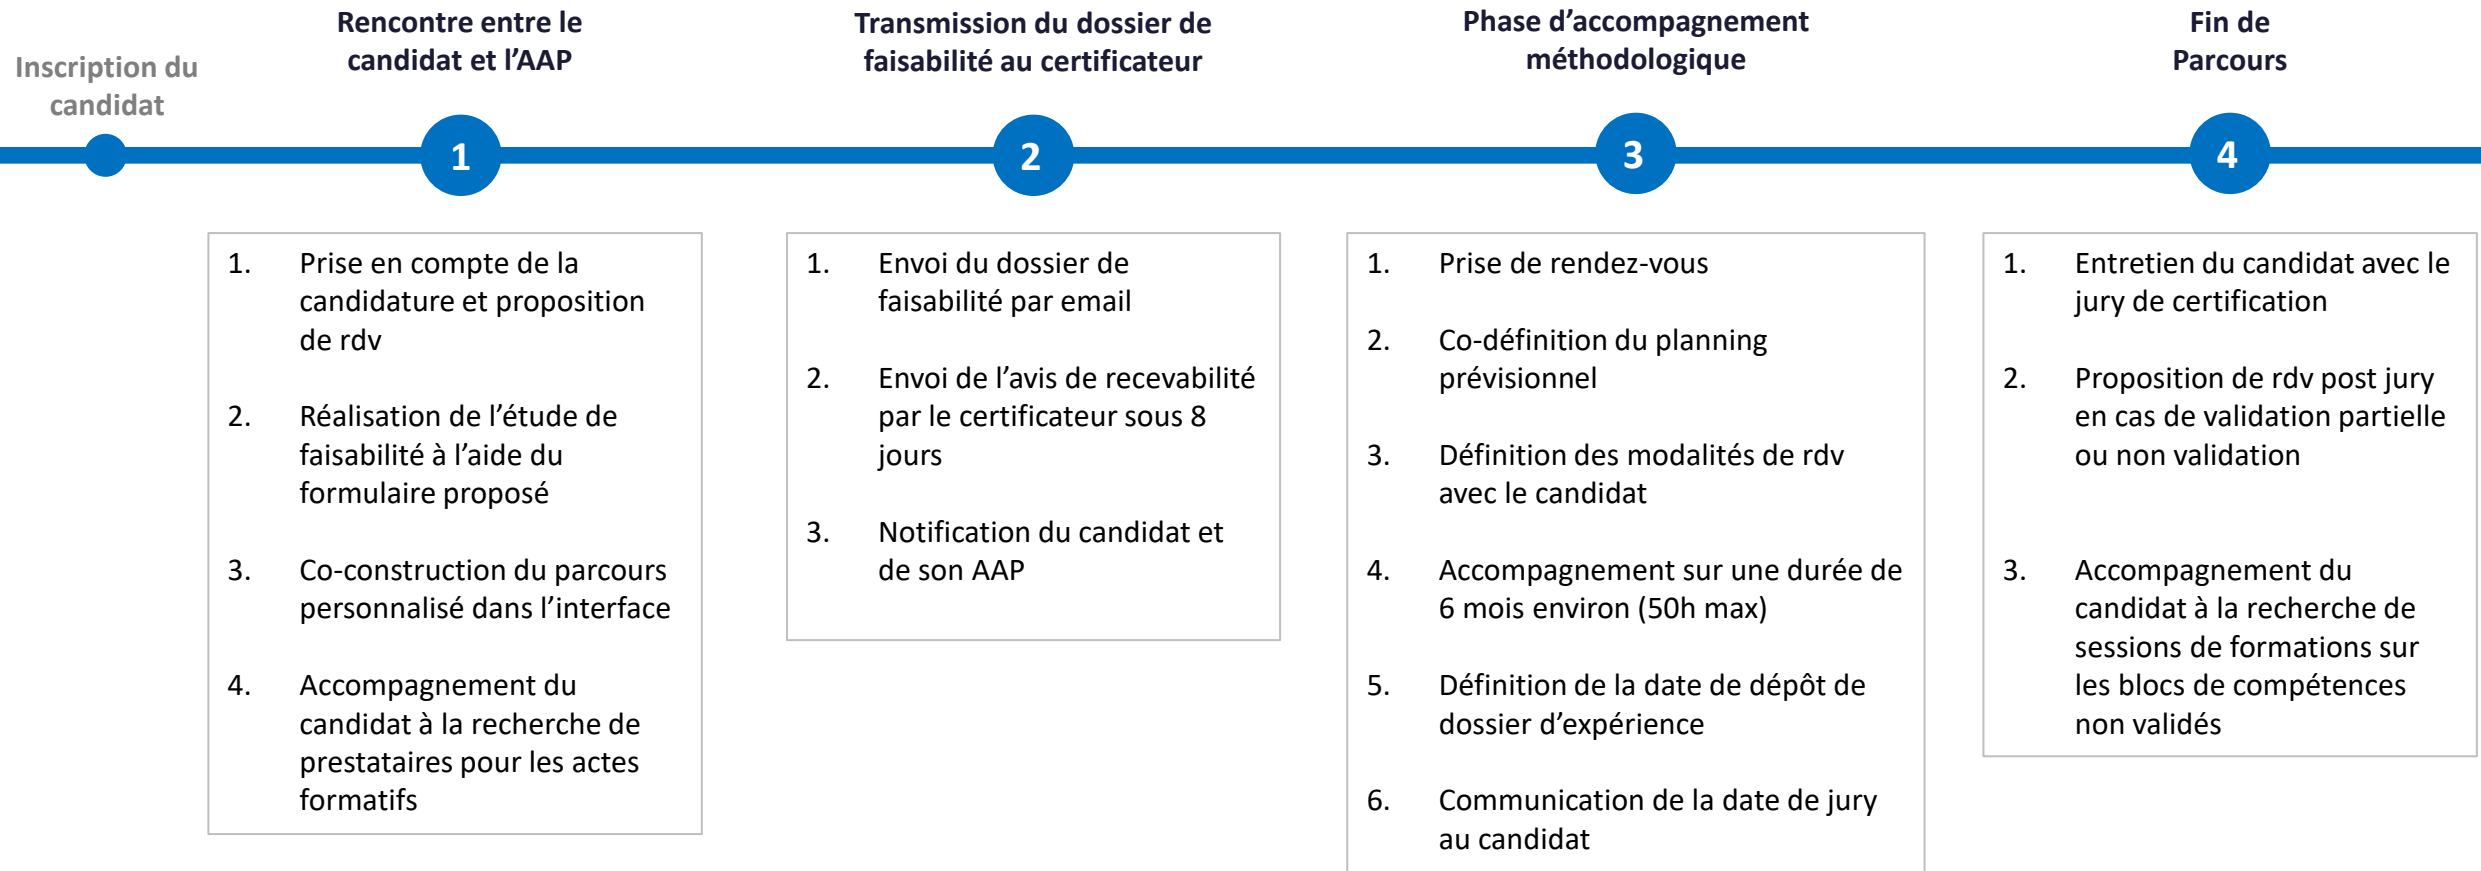 Inscription du
candidat
Rencontre entre le
candidat et l’AAP
Transmission du dossier de
faisabilité au certificateur
Phase d’accompagnement
méthodologique
Fin de
Parcours
1
2
3
4
1. Prise en compte de la
candidature et proposition
de rdv
2. Réalisation de l’étude de
faisabilité à l’aide du
formulaire proposé
3. Co-construction du parcours
personnalisé dans l’interface
4. Accompagnement du
candidat à la recherche de
prestataires pour les actes
formatifs
1. Envoi du dossier de
faisabilité par email
2. Envoi de l’avis de recevabilité
par le certificateur sous 8
jours
3. Notification du candidat et
de son AAP
1. Prise de rendez-vous
2. Co-définition du planning
prévisionnel
3. Définition des modalités de rdv
avec le candidat
4. Accompagnement sur une durée de
6 mois environ (50h max)
5. Définition de la date de dépôt de
dossier d’expérience
6. Communication de la date de jury
au candidat
1. Entretien du candidat avec le
jury de certification
2. Proposition de rdv post jury
en cas de validation partielle
ou non validation
3. Accompagnement du
candidat à la recherche de
sessions de formations sur
les blocs de compétences
non validés